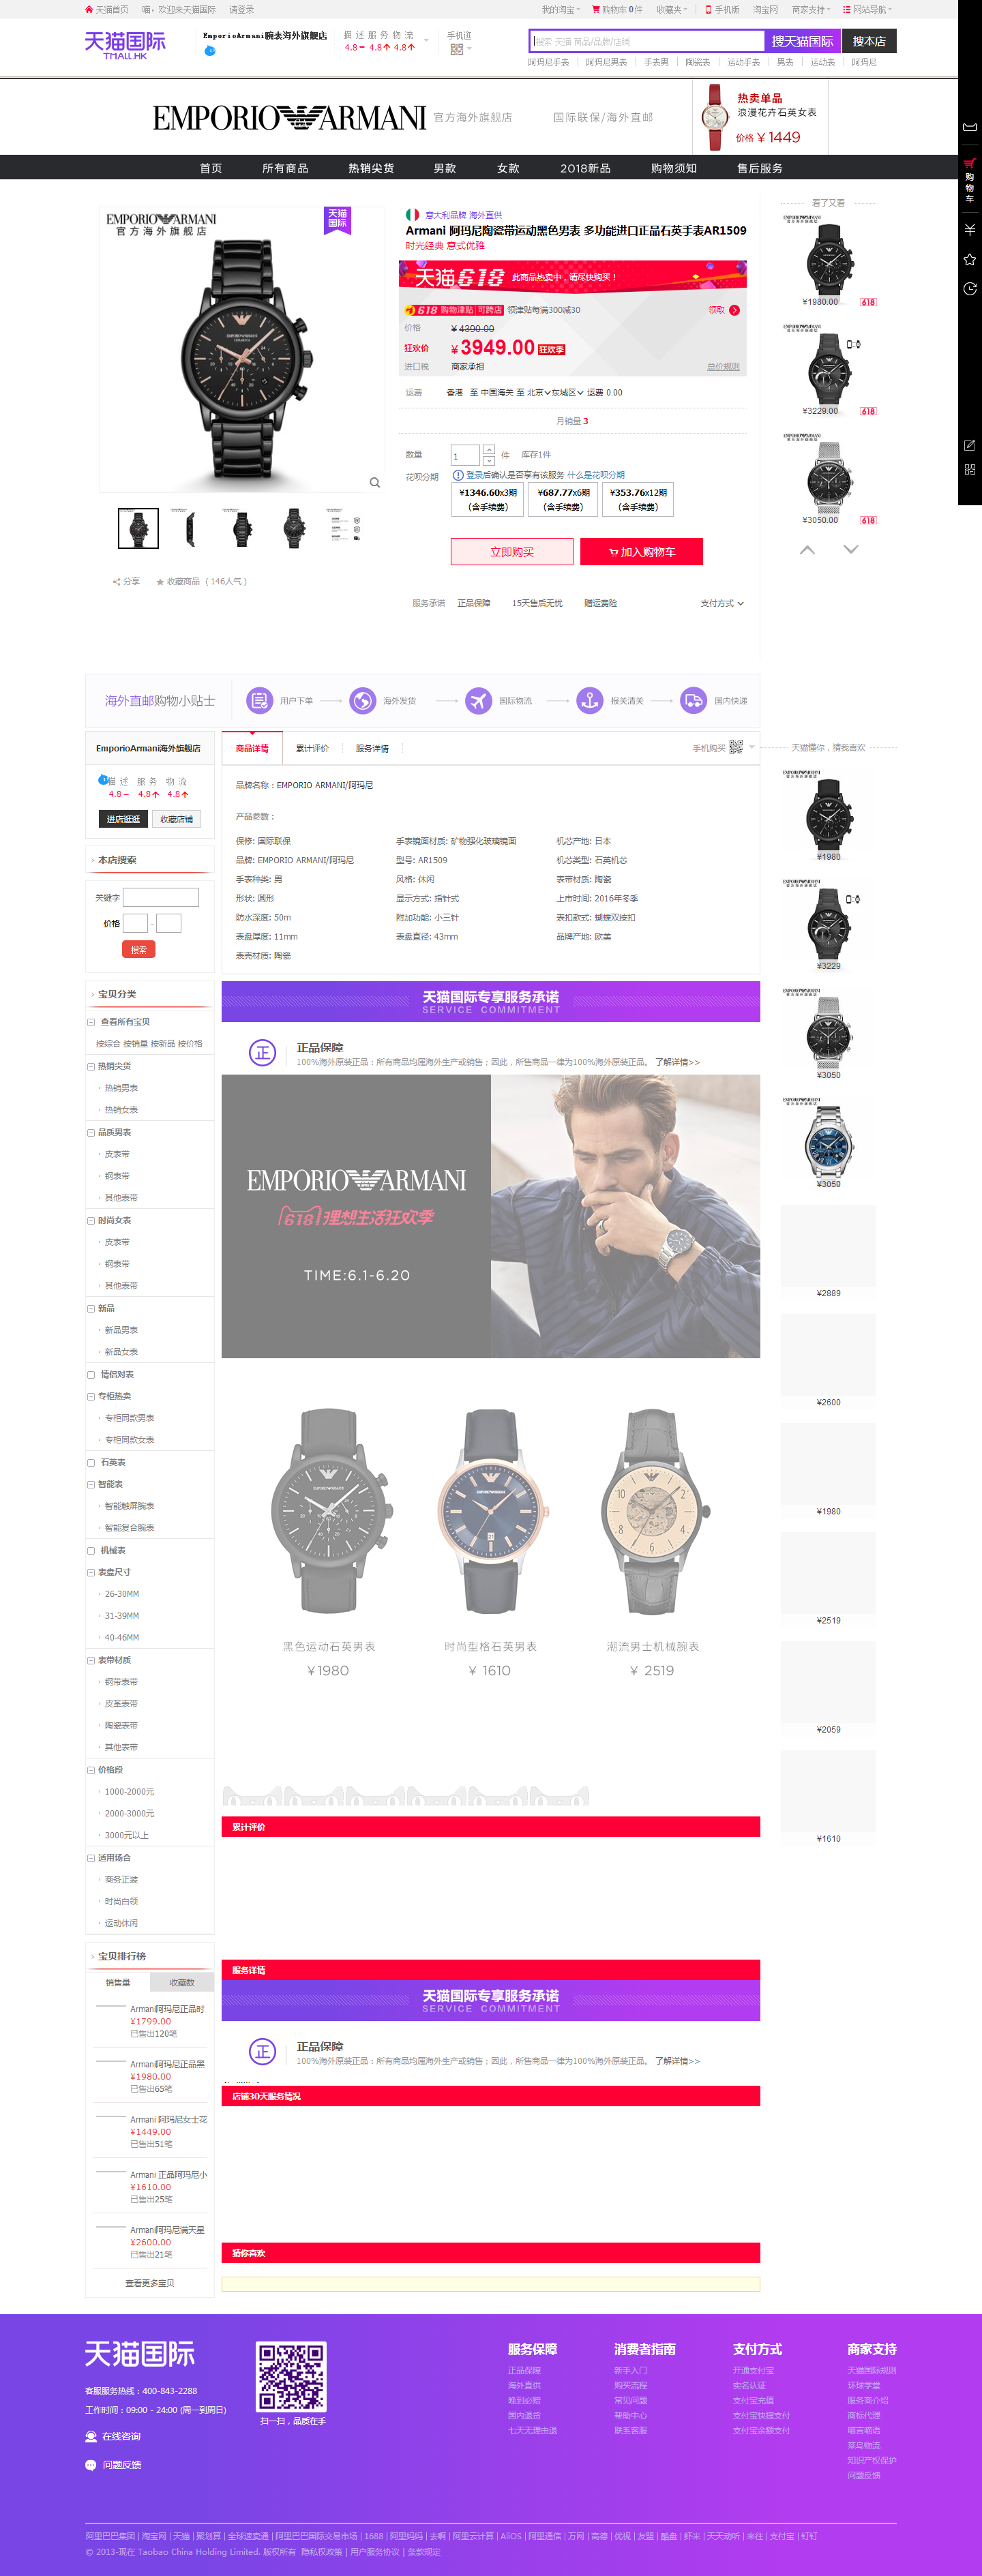 天猫首页 喵，欢迎来天猫国际 请登录
我的淘宝 购物车 0 件 收藏夹 手机版 淘宝网 商家支持 网站导航
天猫国际
TMALL.HK
EmporioArmani腕表海外旗舰店
描 述 服 务 物 流
4.8 4.8 4.8
手机逛
搜索 天猫 商品/品牌/店铺
搜天猫国际
搜本店
阿玛尼手表 阿玛尼男表 手表男 陶瓷表 运动手表 男表 运动表 阿玛尼
EMPORIO ARMANI 官方海外旗舰店 国际联保/海外直邮
热卖单品
浪漫花卉石英女表
价格 ¥ 1449
首页 所有商品 热销尖货 男款 女款 2018新品 购物须知 售后服务
购物车
EMPORIO ARMANI
官方海外旗舰店
天猫国际
意大利品牌 海外直供
Armani 阿玛尼陶瓷带运动黑色男表 多功能进口正品石英手表AR1509
时光经典 意式优雅
天猫618 此商品热卖中，请尽快购买！
618 购物津贴 可跨店 领津贴每满300减30 领取
价格 ¥ 4390.00
狂欢价 ¥ 3949.00 狂欢季
进口税 商家承担 总价规则
运费 香港 至 中国海关 至 北京 东城区 运费 0.00
月销量 3
数量 1 件 库存1件
花呗分期 登录后确认是否享有该服务 什么是花呗分期
¥1346.60x3期 ¥687.77x6期 ¥353.76x12期
（含手续费） （含手续费） （含手续费）
立即购买 加入购物车
分享 收藏商品 （146人气）
服务承诺 正品保障 15天售后无忧 赠运费险 支付方式
看了又看
¥1980.00 618
¥3229.00 618
¥3050.00 618
海外直邮购物小贴士 用户下单 海外发货 国际物流 报关清关 国内快递
EmporioArmani海外旗舰店
描 述 服 务 物 流
4.8 4.8 4.8
进店逛逛 收藏店铺
本店搜索
关键字
价格 -
搜索
宝贝分类
查看所有宝贝
按综合 按销量 按新品 按价格
热销尖货
热销男表
热销女表
品质男表
皮表带
钢表带
其他表带
时尚女表
皮表带
钢表带
其他表带
新品
新品男表
新品女表
情侣对表
专柜热卖
专柜同款男表
专柜同款女表
石英表
智能表
智能触屏腕表
智能复合腕表
机械表
表盘尺寸
26-30MM
31-39MM
40-46MM
表带材质
钢带表带
皮革表带
陶瓷表带
其他表带
价格段
1000-2000元
2000-3000元
3000元以上
适用场合
商务正装
时尚白领
运动休闲
宝贝排行榜
销售量 收藏数
Armani阿玛尼正品时
¥1799.00
已售出120笔
Armani阿玛尼正品黑
¥1980.00
已售出65笔
Armani 阿玛尼女士花
¥1449.00
已售出51笔
Armani 正品阿玛尼小
¥1610.00
已售出25笔
Armani阿玛尼满天星
¥2600.00
已售出21笔
查看更多宝贝
商品详情 累计评价 服务详情 手机购买
品牌名称：EMPORIO ARMANI/阿玛尼
产品参数：
保修: 国际联保 手表镜面材质: 矿物强化玻璃镜面 机芯产地: 日本
品牌: EMPORIO ARMANI/阿玛尼 型号: AR1509 机芯类型: 石英机芯
手表种类: 男 风格: 休闲 表带材质: 陶瓷
形状: 圆形 显示方式: 指针式 上市时间: 2016年冬季
防水深度: 50m 附加功能: 小三针 表扣款式: 蝴蝶双按扣
表盘厚度: 11mm 表盘直径: 43mm 品牌产地: 欧美
表壳材质: 陶瓷
天猫国际专享服务承诺
SERVICE COMMITMENT
正 正品保障
100%海外原装正品：所有商品均属海外生产或销售；因此，所售商品一律为100%海外原装正品。 了解详情>>
EMPORIO ARMANI
618理想生活狂欢季
TIME:6.1-6.20
黑色运动石英男表 时尚型格石英男表 潮流男士机械腕表
¥1980 ¥ 1610 ¥ 2519
累计评价
服务详情
天猫国际专享服务承诺
SERVICE COMMITMENT
正 正品保障
100%海外原装正品：所有商品均属海外生产或销售；因此，所售商品一律为100%海外原装正品。 了解详情>>
店铺30天服务情况
猜你喜欢
天猫懂你，猜我喜欢
¥1980
¥3229
¥3050
¥3050
¥2889
¥2600
¥1980
¥2519
¥2059
¥1610
天猫国际
客服服务热线：400-843-2288
工作时间：09:00 - 24:00 (周一到周日)
在线咨询
问题反馈
扫一扫，品质在手
服务保障
正品保障
海外直供
晚到必赔
国内退货
七天无理由退
消费者指南
新手入门
购买流程
常见问题
帮助中心
联系客服
支付方式
开通支付宝
实名认证
支付宝充值
支付宝快捷支付
支付宝余额支付
商家支持
天猫国际规则
环球学堂
服务商介绍
商标代理
喵言喵语
菜鸟物流
知识产权保护
问题反馈
阿里巴巴集团 | 淘宝网 | 天猫 | 聚划算 | 全球速卖通 | 阿里巴巴国际交易市场 | 1688 | 阿里妈妈 | 去啊 | 阿里云计算 | AliOS | 阿里通信 | 万网 | 高德 | 优视 | 友盟 | 酷盘 | 虾米 | 天天动听 | 来往 | 支付宝 | 钉钉
© 2013-现在 Taobao China Holding Limited. 版权所有 隐私权政策 | 用户服务协议 | 条款规定